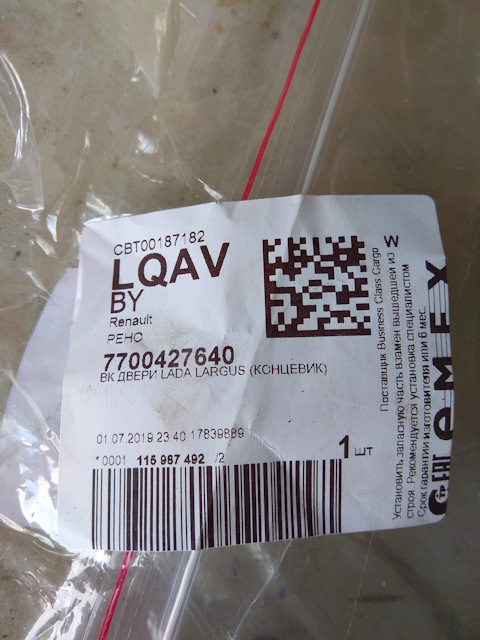 CBT00187182
LQAV
BY
Renault
РЕНО
7700427640
ВК ДВЕРИ LADA LARGUS (КОНЦЕВИК)
01.07.2019 23:40 17839889
*0001 115 987 492 /2
1 ШТ
Поставщик Business Class Cargo W
Установить запасную часть взамен вышедшей из
строя. Рекомендуется установка специалистом
Срок гарантии изготовителя или 6 мес.
EAC